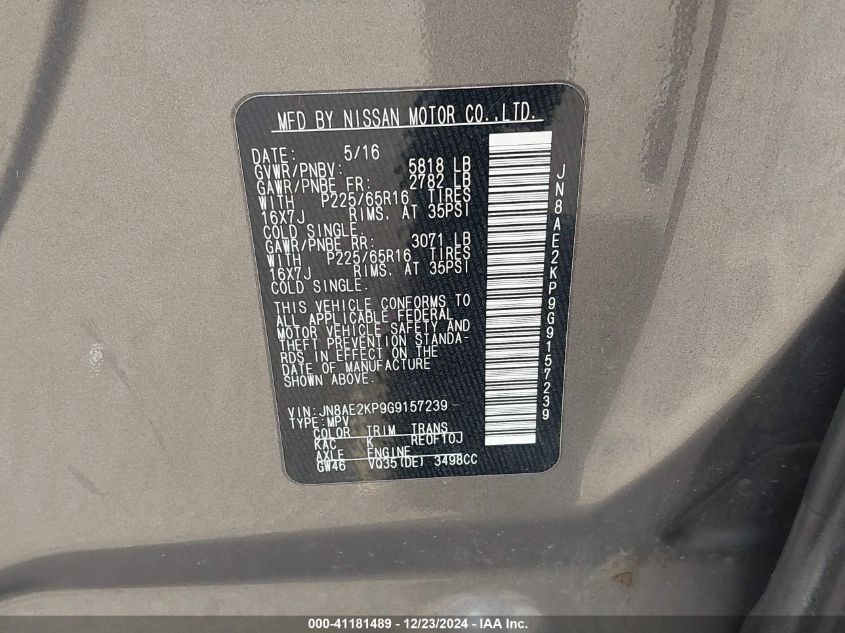 MFD BY NISSAN MOTOR CO.,LTD.
DATE: 5/16
GVWR/PNBV: 5818 LB
GAWR/PNBE FR: 2782 LB
WITH P225/65R16 TIRES
16X7J RIMS. AT 35PSI
COLD SINGLE.
GAWR/PNBE RR: 3071 LB
WITH P225/65R16 TIRES
16X7J RIMS. AT 35PSI
COLD SINGLE.
THIS VEHICLE CONFORMS TO
ALL APPLICABLE FEDERAL
MOTOR VEHICLE SAFETY AND
THEFT PREVENTION STANDA-
RDS IN EFFECT ON THE
DATE OF MANUFACTURE
SHOWN ABOVE.
VIN:JN8AE2KP9G9157239
TYPE:MPV
COLOR TRIM TRANS
KAC K RE0F10J
AXLE ENGINE
GW46 VQ35(DE) 3498CC
JN8AE2KP9G9157239
000-41181489 - 12/23/2024 - IAA Inc.